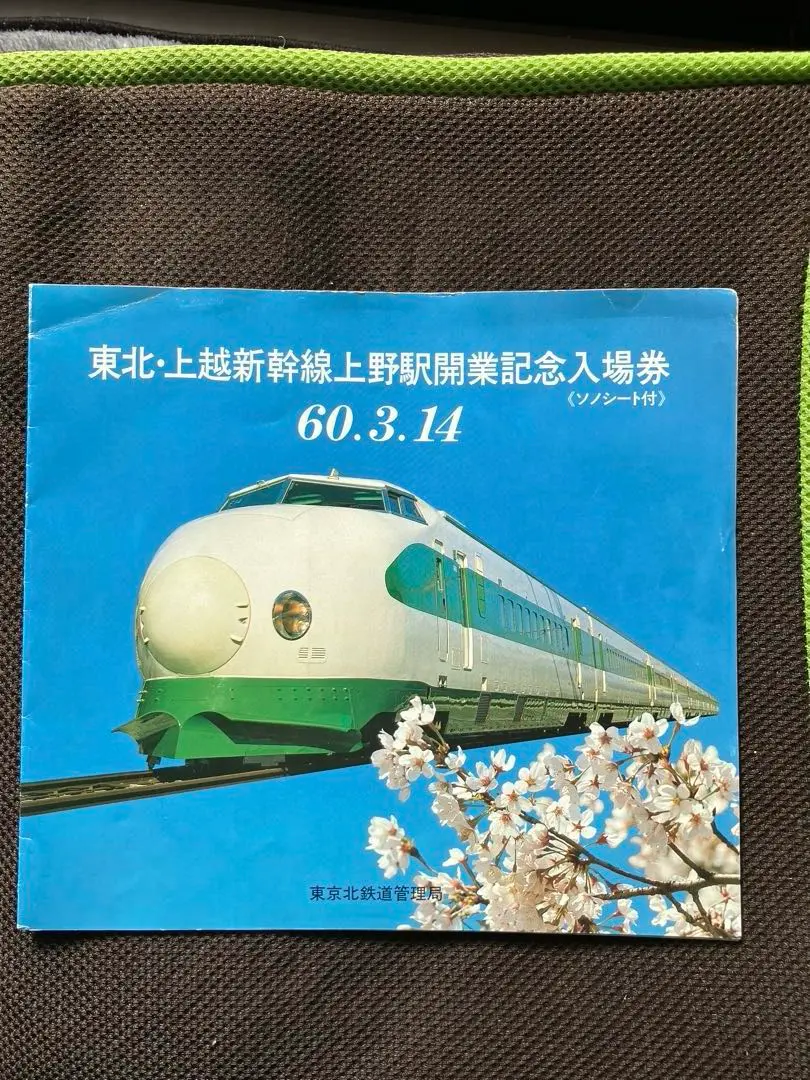 東北・上越新幹線上野駅開業記念入場券
《ソノシート付》
60.3.14
東京北鉄道管理局